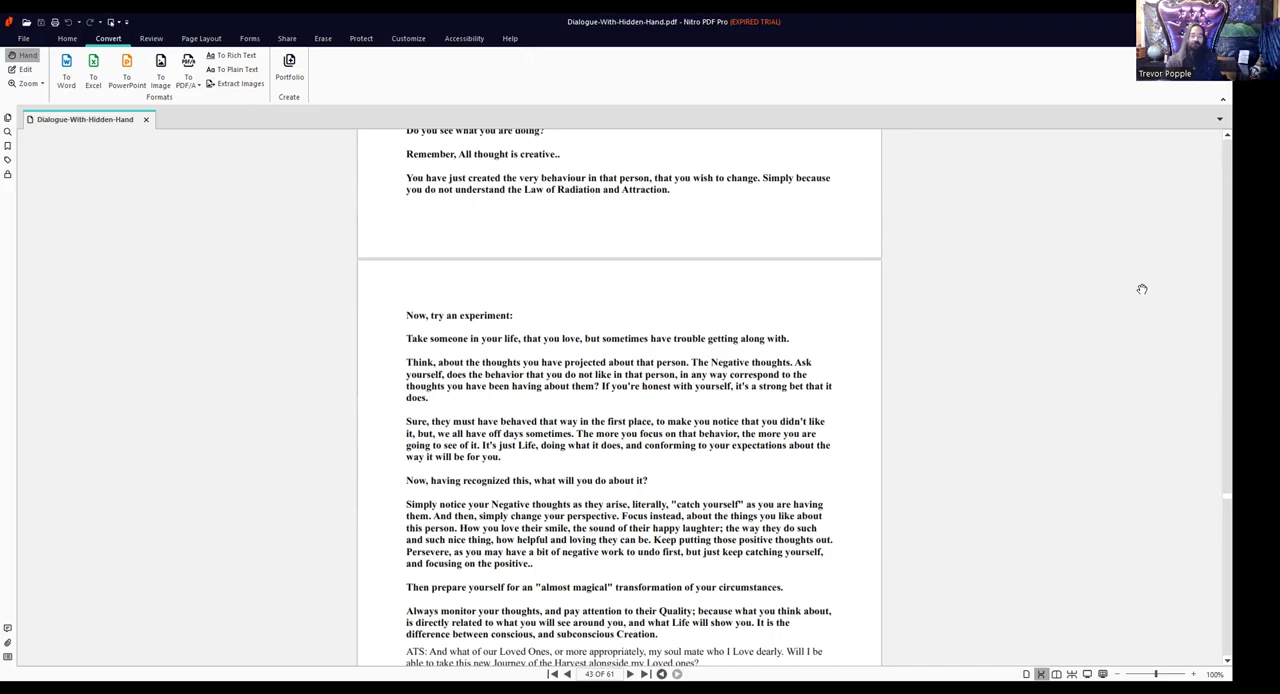 Dialogue-With-Hidden-Hand.pdf - Nitro PDF Pro (EXPIRED TRIAL)
File Home Convert Review Page Layout Forms Share Erase Protect Customize Accessibility Help
Hand
Edit
Zoom
To Word
To Excel
To PowerPoint
To Image
To PDF/A
To Rich Text
To Plain Text
Extract Images
Portfolio
Formats
Create
Trevor Popple
Dialogue-With-Hidden-Hand
Do you see what you are doing?
Remember, All thought is creative..
You have just created the very behaviour in that person, that you wish to change. Simply because
you do not understand the Law of Radiation and Attraction.
Now, try an experiment:
Take someone in your life, that you love, but sometimes have trouble getting along with.
Think, about the thoughts you have projected about that person. The Negative thoughts. Ask
yourself, does the behavior that you do not like in that person, in any way correspond to the
thoughts you have been having about them? If you're honest with yourself, it's a strong bet that it
does.
Sure, they must have behaved that way in the first place, to make you notice that you didn't like
it, but, we all have off days sometimes. The more you focus on that behavior, the more you are
going to see of it. It's just Life, doing what it does, and conforming to your expectations about the
way it will be for you.
Now, having recognized this, what will you do about it?
Simply notice your Negative thoughts as they arise, literally, "catch yourself" as you are having
them. And then, simply change your perspective. Focus instead, about the things you like about
this person. How you love their smile, the sound of their happy laughter; the way they do such
and such nice thing, how helpful and loving they can be. Keep putting those positive thoughts out.
Persevere, as you may have a bit of negative work to undo first, but just keep catching yourself,
and focusing on the positive..
Then prepare yourself for an "almost magical" transformation of your circumstances.
Always monitor your thoughts, and pay attention to their Quality; because what you think about,
is directly related to what you will see around you, and what Life will show you. It is the
difference between conscious, and subconscious Creation.
ATS: And what of our Loved Ones, or more appropriately, my soul mate who I Love dearly. Will I be
able to take this new Journey of the Harvest alongside my Loved ones?
43 OF 61
100%